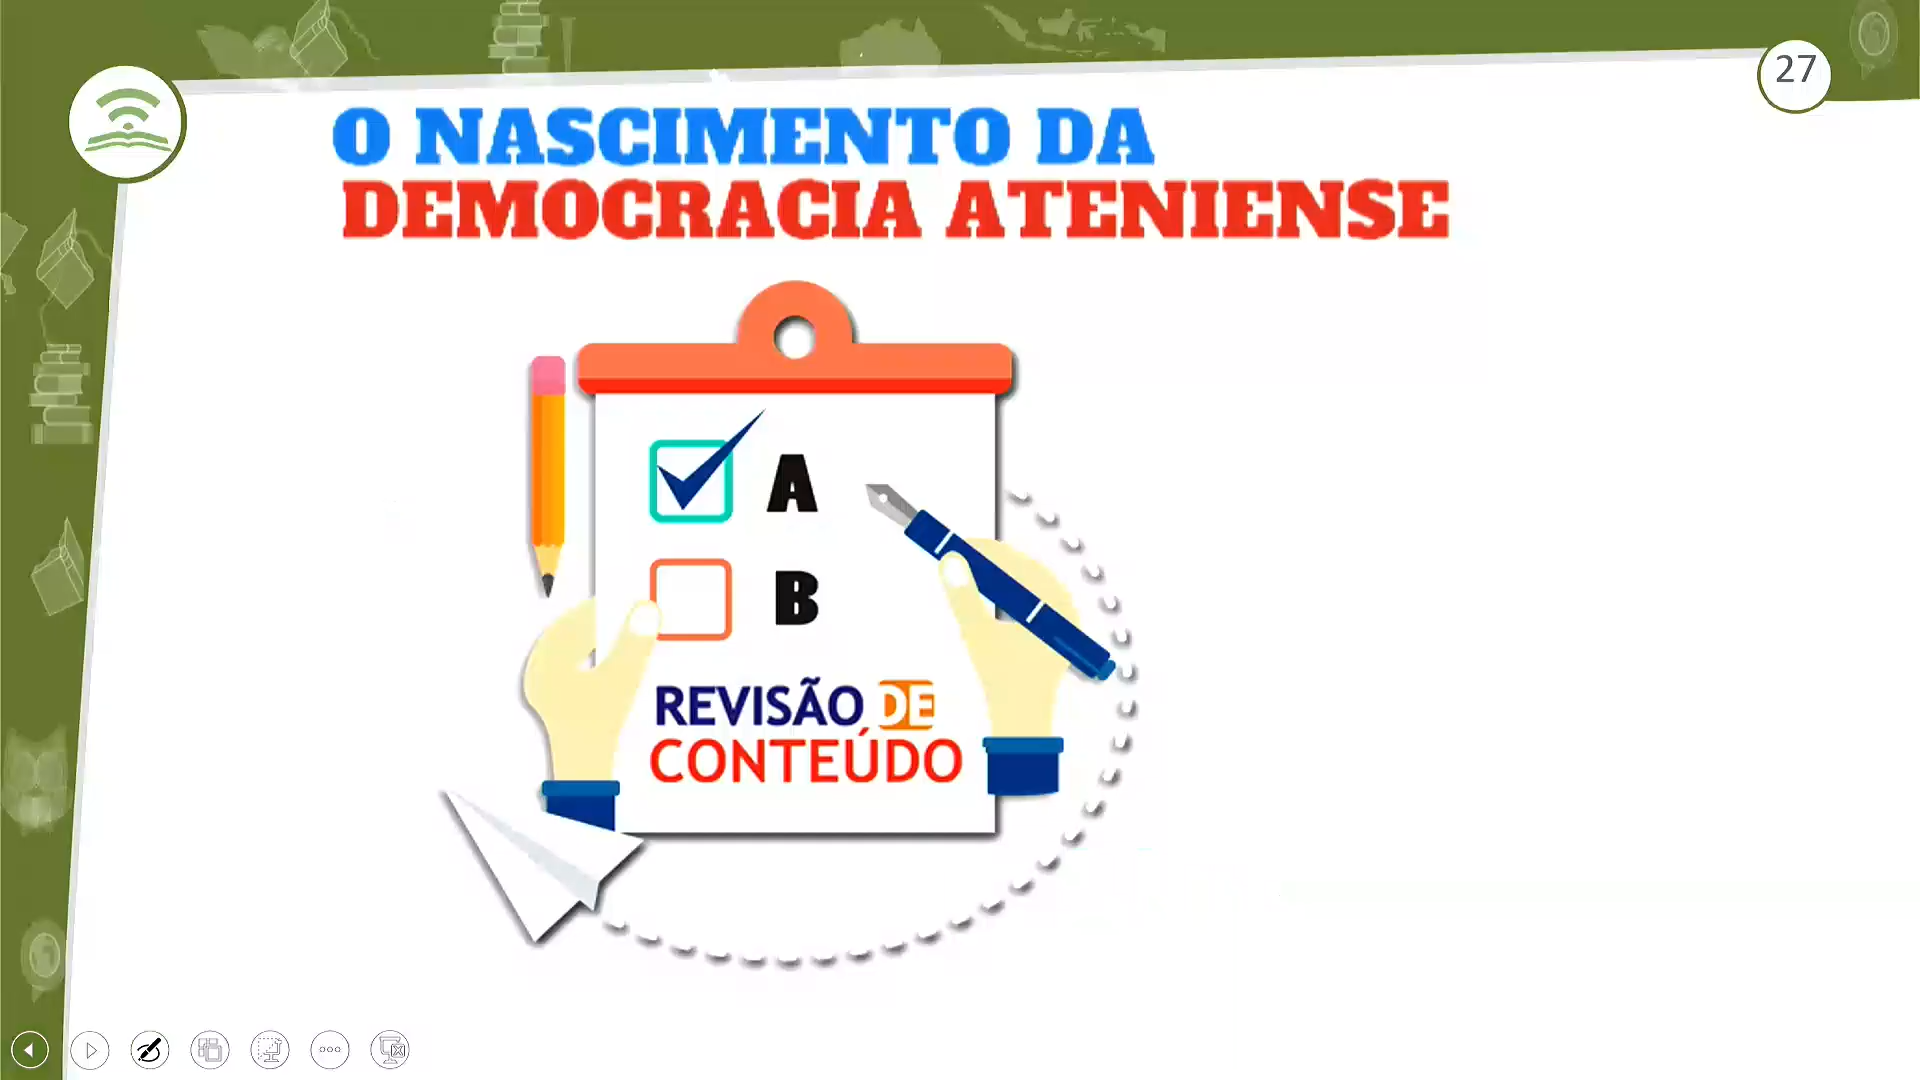 27
O NASCIMENTO DA
DEMOCRACIA ATENIENSE
A
B
REVISÃO DE
CONTEÚDO